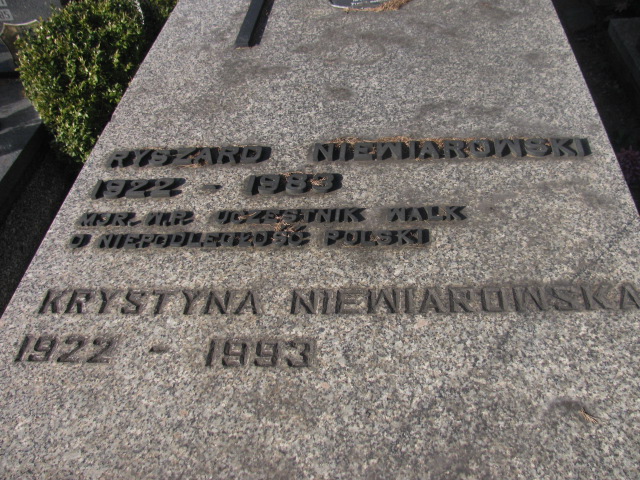 RYSZARD NIEWIAROWSKI
1922 - 1983
MJR. W.P. UCZESTNIK WALK
O NIEPODLEGŁOŚĆ POLSKI
KRYSTYNA NIEWIAROWSKA
1922 - 1993